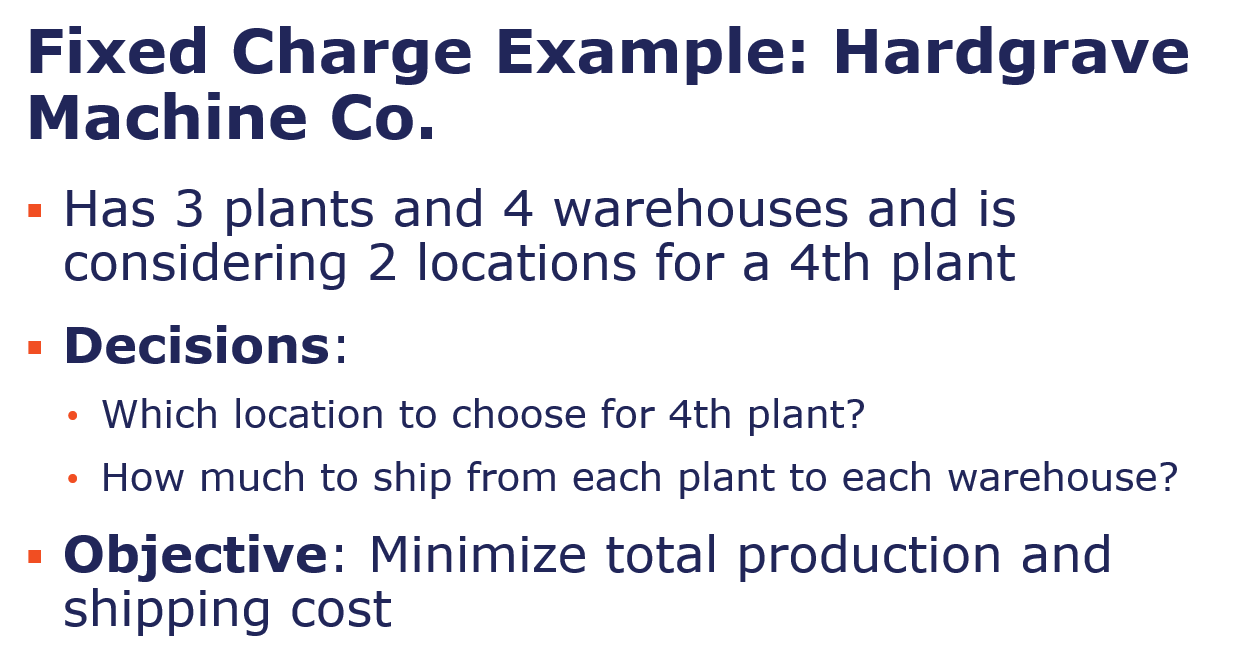 Fixed Charge Example: Hardgrave
Machine Co.
▪ Has 3 plants and 4 warehouses and is
considering 2 locations for a 4th plant
▪ Decisions:
• Which location to choose for 4th plant?
• How much to ship from each plant to each warehouse?
▪ Objective: Minimize total production and
shipping cost